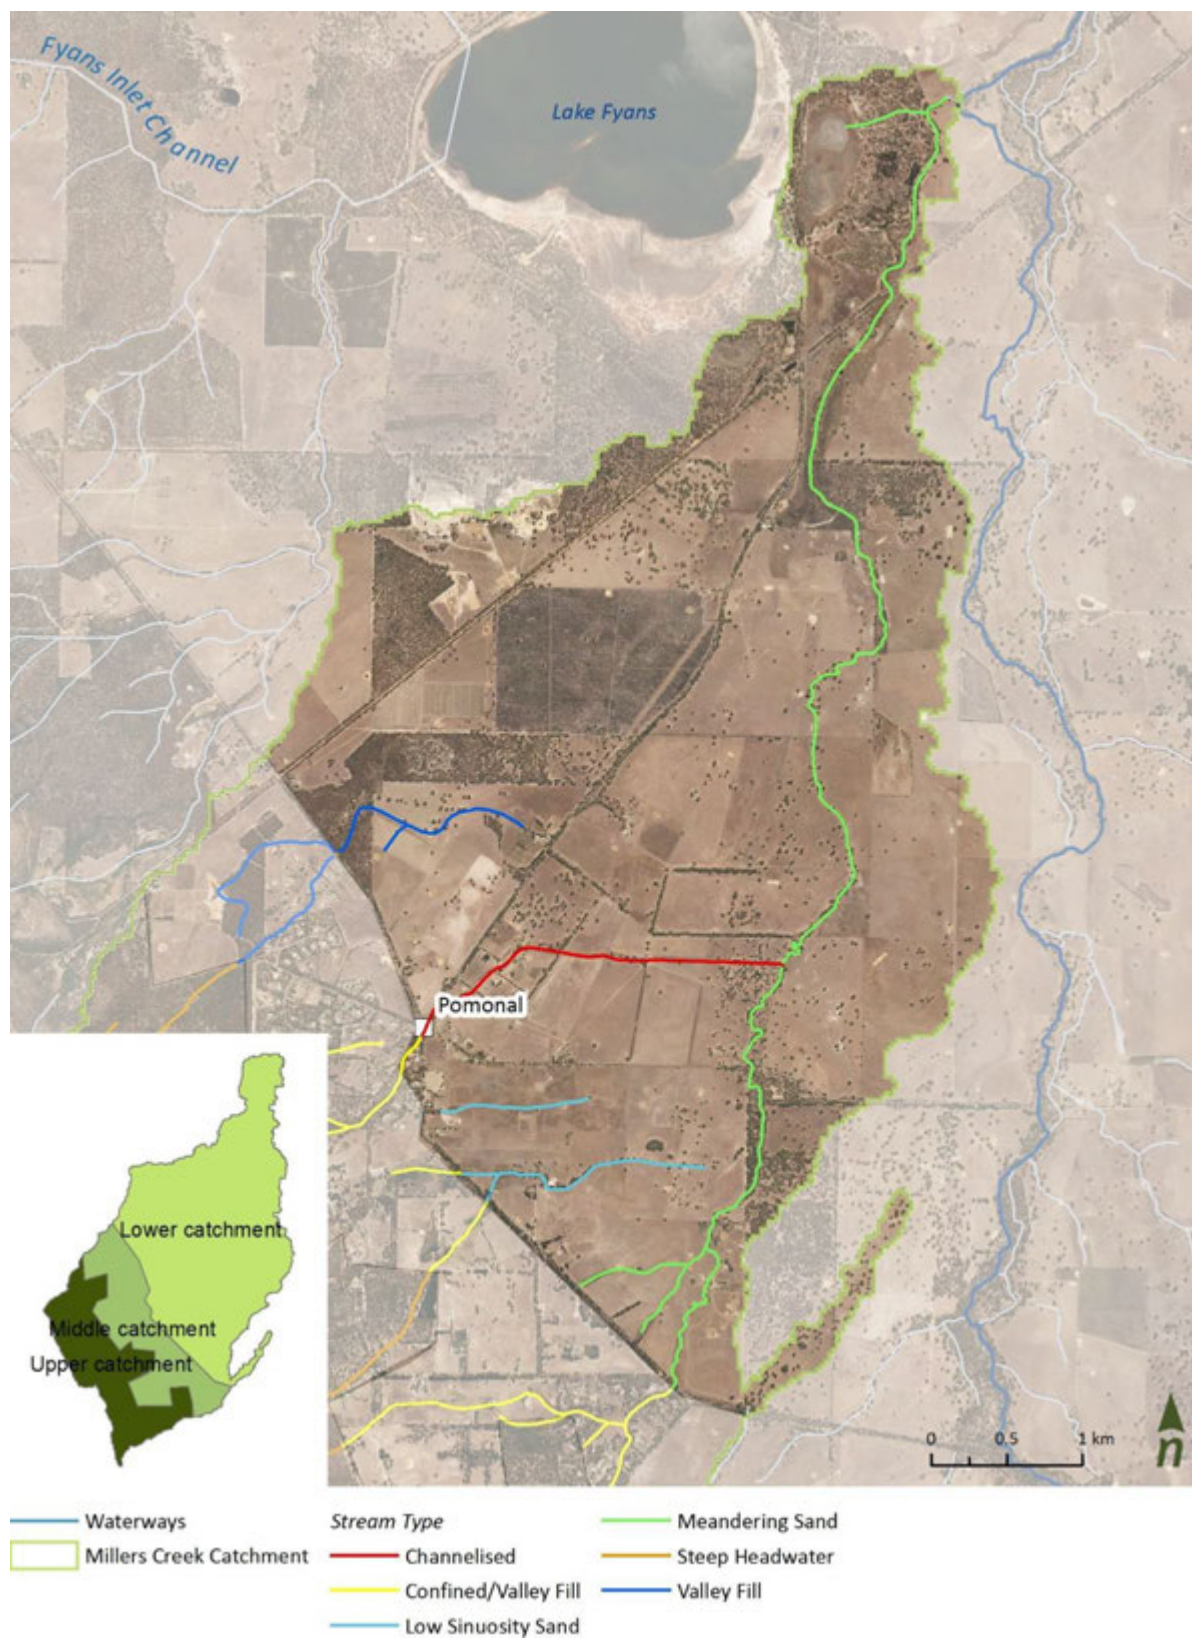 Fyans Inlet Channel
Lake Fyans
Pomonal
Lower catchment
Middle catchment
Upper catchment
0 0.5 1 km
n
Waterways
Millers Creek Catchment
Stream Type
Channelised
Confined/Valley Fill
Low Sinuosity Sand
Meandering Sand
Steep Headwater
Valley Fill